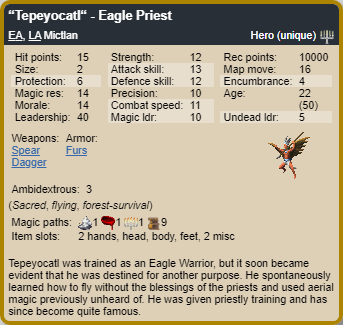 “Tepeyocatl“ - Eagle Priest
EA, LA Mictlan Hero (unique)
Hit points: 15 Strength: 12 Rec points: 10000
Size: 2 Attack skill: 13 Map move: 16
Protection: 6 Defence skill: 12 Encumbrance: 4
Magic res: 14 Precision: 10 Age: 22
Morale: 14 Combat speed: 11 (50)
Leadership: 40 Magic ldr: 10 Undead ldr: 5
Weapons: Armor:
Spear Furs
Dagger
Ambidextrous: 3
(Sacred, flying, forest-survival)
Magic paths: 1 1 1 9
Item slots: 2 hands, head, body, feet, 2 misc
Tepeyocatl was trained as an Eagle Warrior, but it soon became
evident that he was destined for another purpose. He spontaneously
learned how to fly without the blessings of the priests and used aerial
magic previously unheard of. He was given priestly training and has
since become quite famous.